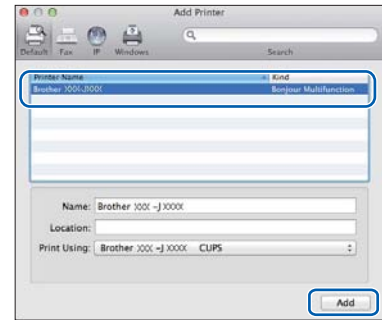 Add Printer
Default Fax IP Windows Search
Printer Name Kind
Brother XXX-JXXXX Bonjour Multifunction
Name: Brother XXX -J XXXX
Location:
Print Using: Brother XXX -J XXXX CUPS
Add